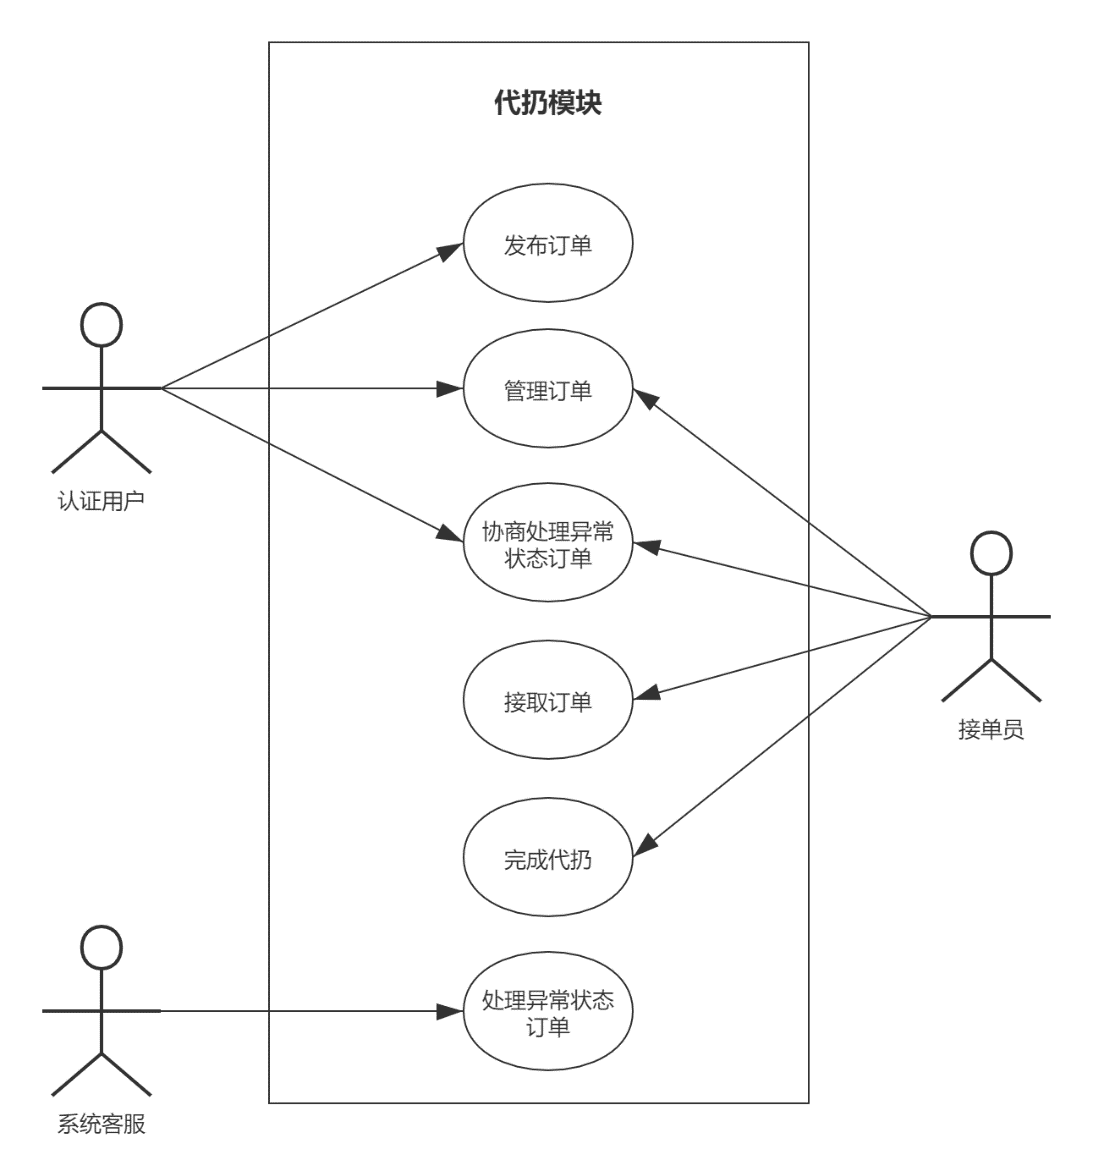 代扔模块
发布订单
管理订单
认证用户
协商处理异常
状态订单
接取订单
接单员
完成代扔
处理异常状态
订单
系统客服